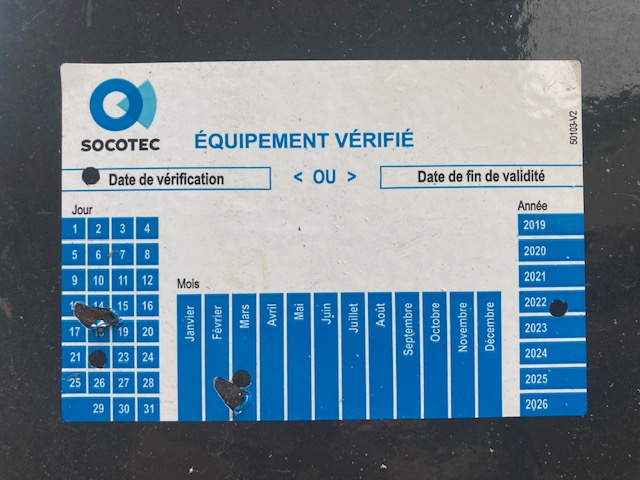 SOCOTEC
ÉQUIPEMENT VÉRIFIÉ
50103-V2
Date de vérification
< OU >
Date de fin de validité
Jour
1 2 3 4
5 6 7 8
9 10 11 12
14 15 16
17 18 19 20
21 23 24
25 26 27 28
29 30 31
Mois
Janvier
Février
Mars
Avril
Mai
Juin
Juillet
Août
Septembre
Octobre
Novembre
Décembre
Année
2019
2020
2021
2022
2023
2024
2025
2026